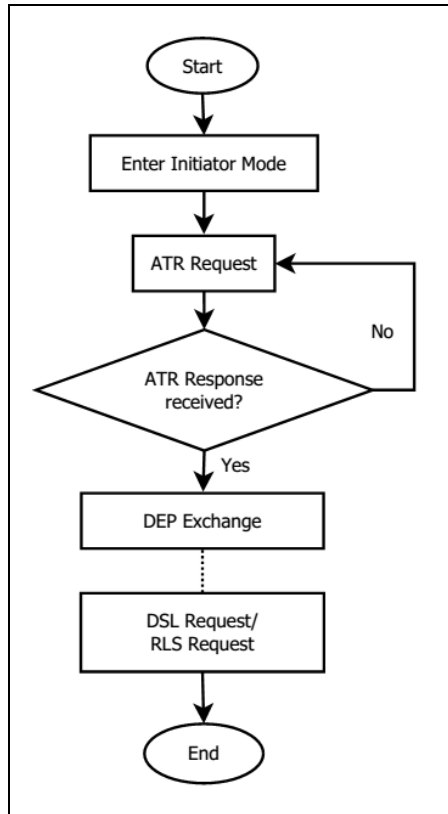 Start
Enter Initiator Mode
ATR Request
No
ATR Response
received?
Yes
DEP Exchange
DSL Request/
RLS Request
End